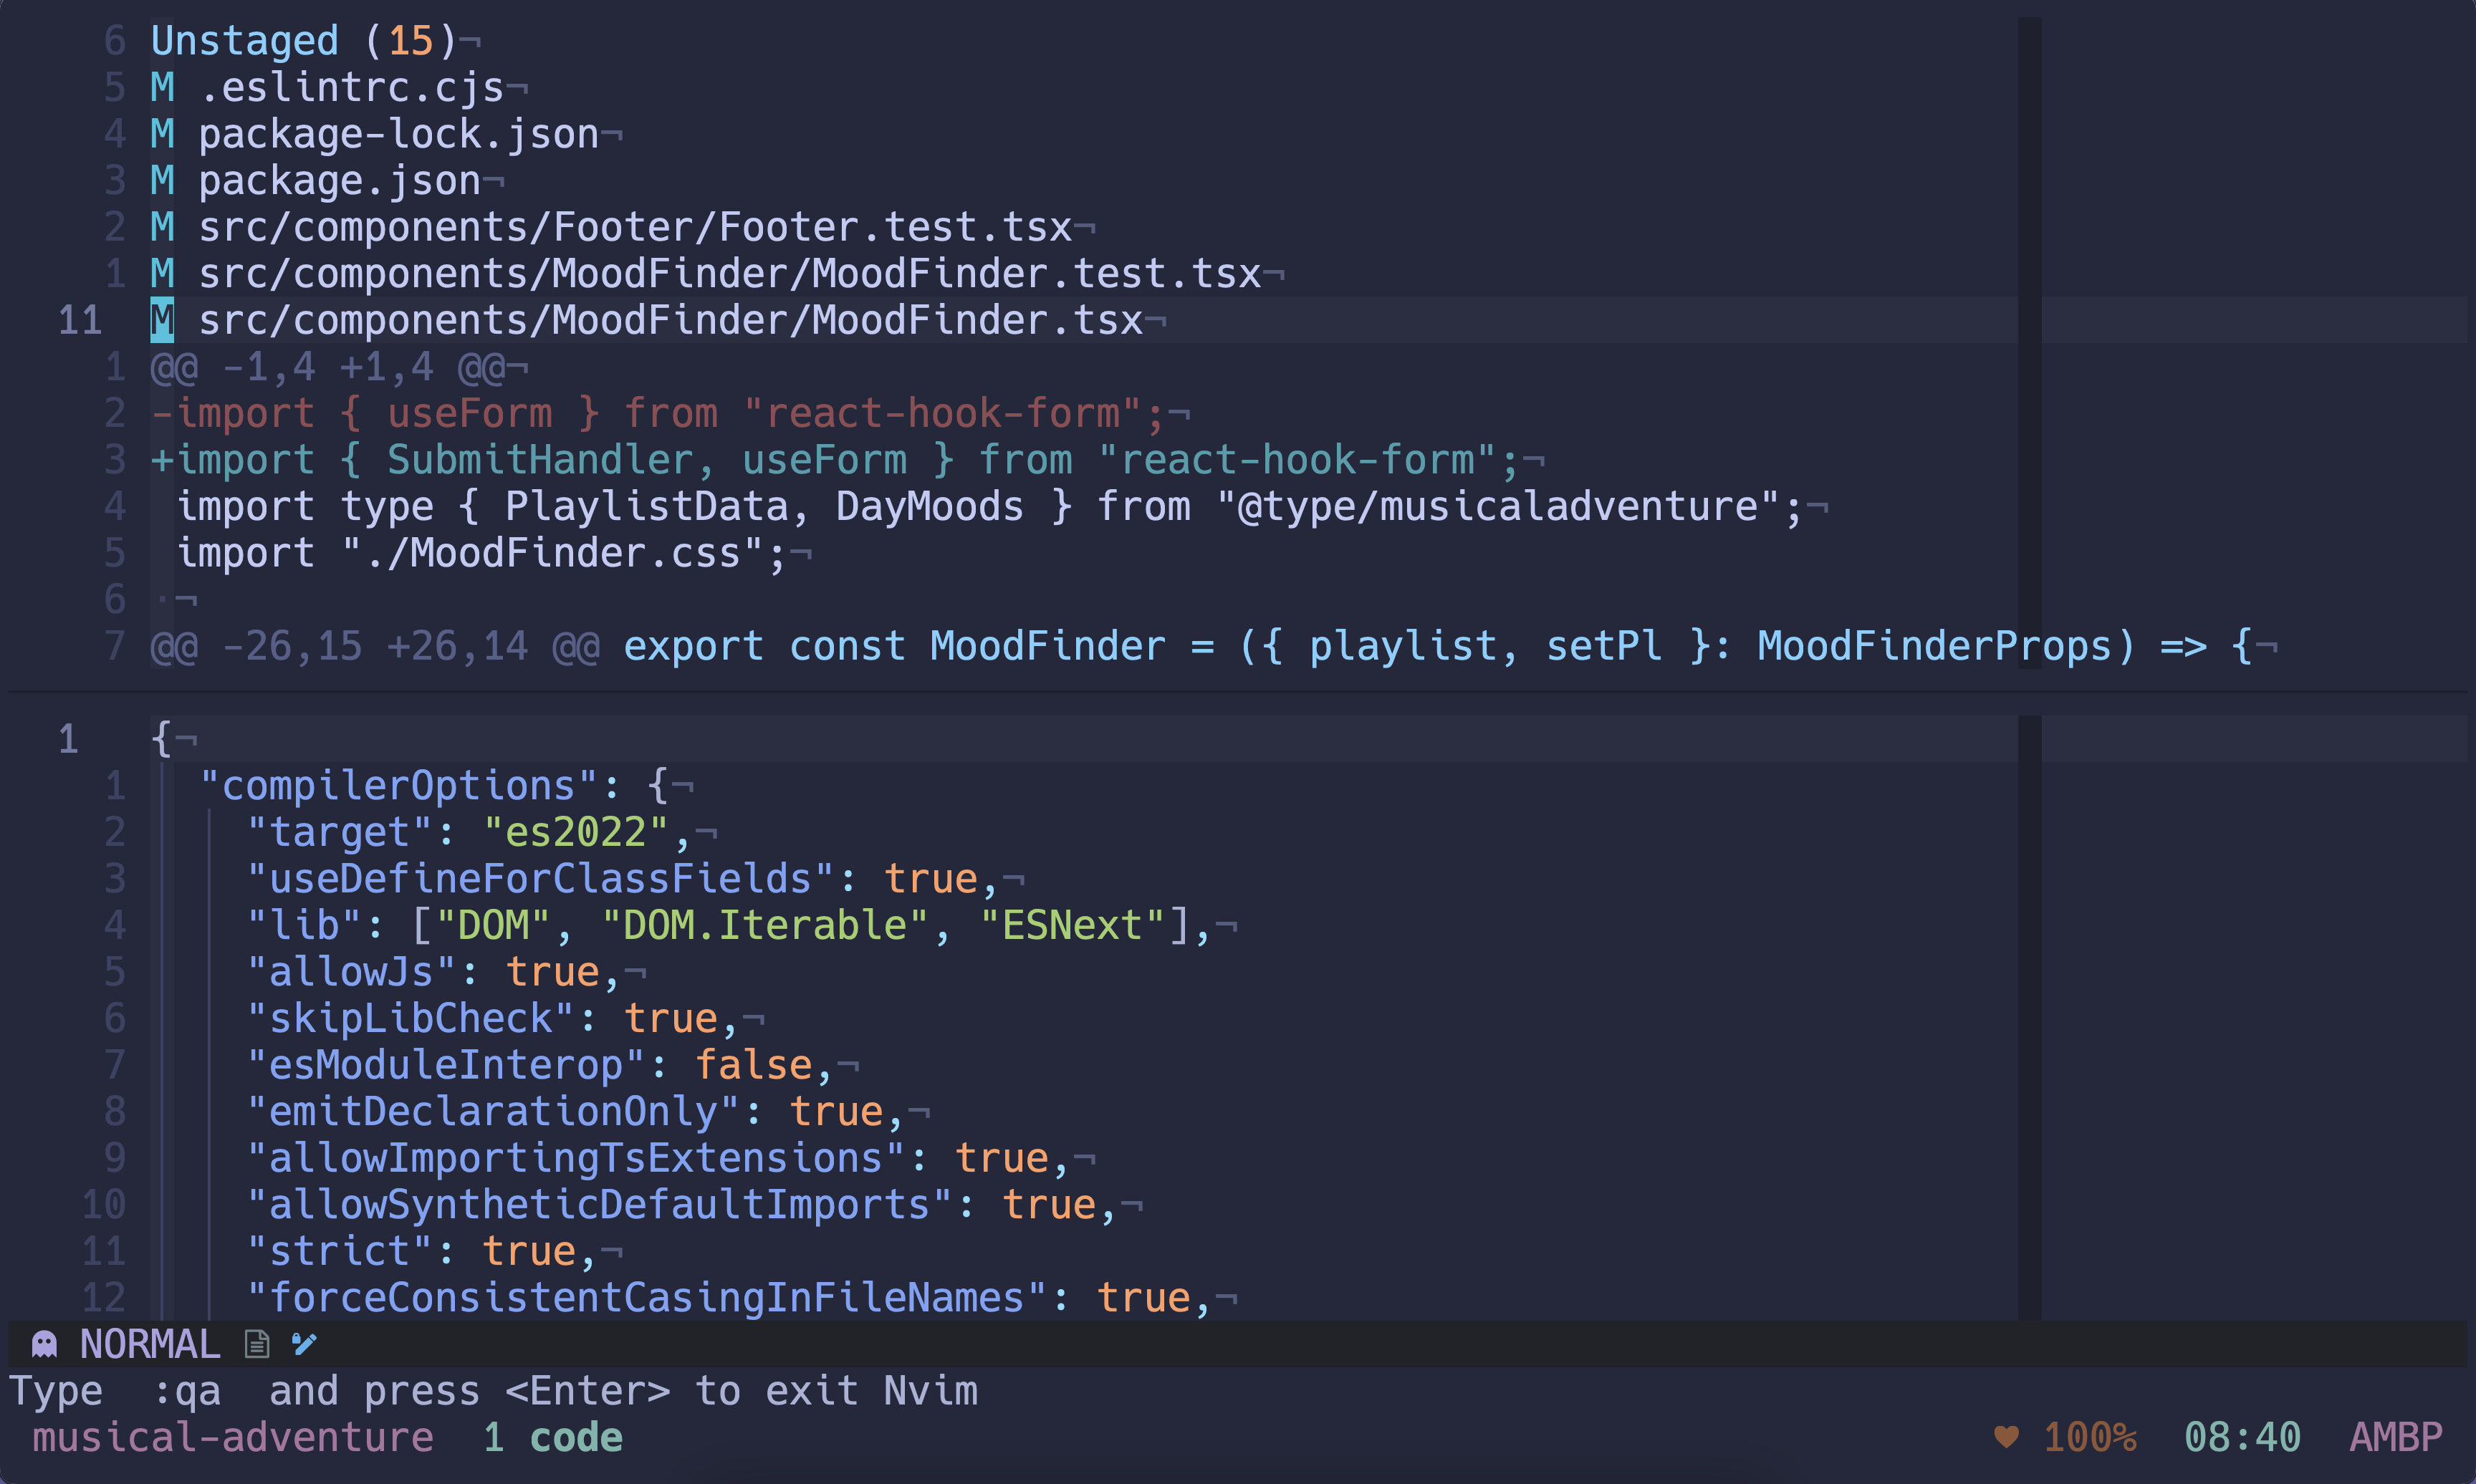 6 Unstaged (15)¬
5 M .eslintrc.cjs¬
4 M package-lock.json¬
3 M package.json¬
2 M src/components/Footer/Footer.test.tsx¬
1 M src/components/MoodFinder/MoodFinder.test.tsx¬
11 M src/components/MoodFinder/MoodFinder.tsx¬
1 @@ -1,4 +1,4 @@¬
2 -import { useForm } from "react-hook-form";¬
3 +import { SubmitHandler, useForm } from "react-hook-form";¬
4  import type { PlaylistData, DayMoods } from "@type/musicaladventure";¬
5  import "./MoodFinder.css";¬
6 ·¬
7 @@ -26,15 +26,14 @@ export const MoodFinder = ({ playlist, setPl }: MoodFinderProps) => {¬
1 {¬
1   "compilerOptions": {¬
2     "target": "es2022",¬
3     "useDefineForClassFields": true,¬
4     "lib": ["DOM", "DOM.Iterable", "ESNext"],¬
5     "allowJs": true,¬
6     "skipLibCheck": true,¬
7     "esModuleInterop": false,¬
8     "emitDeclarationOnly": true,¬
9     "allowImportingTsExtensions": true,¬
10     "allowSyntheticDefaultImports": true,¬
11     "strict": true,¬
12     "forceConsistentCasingInFileNames": true,¬
NORMAL
Type  :qa  and press <Enter> to exit Nvim
musical-adventure  1 code  ♥ 100%  08:40  AMBP